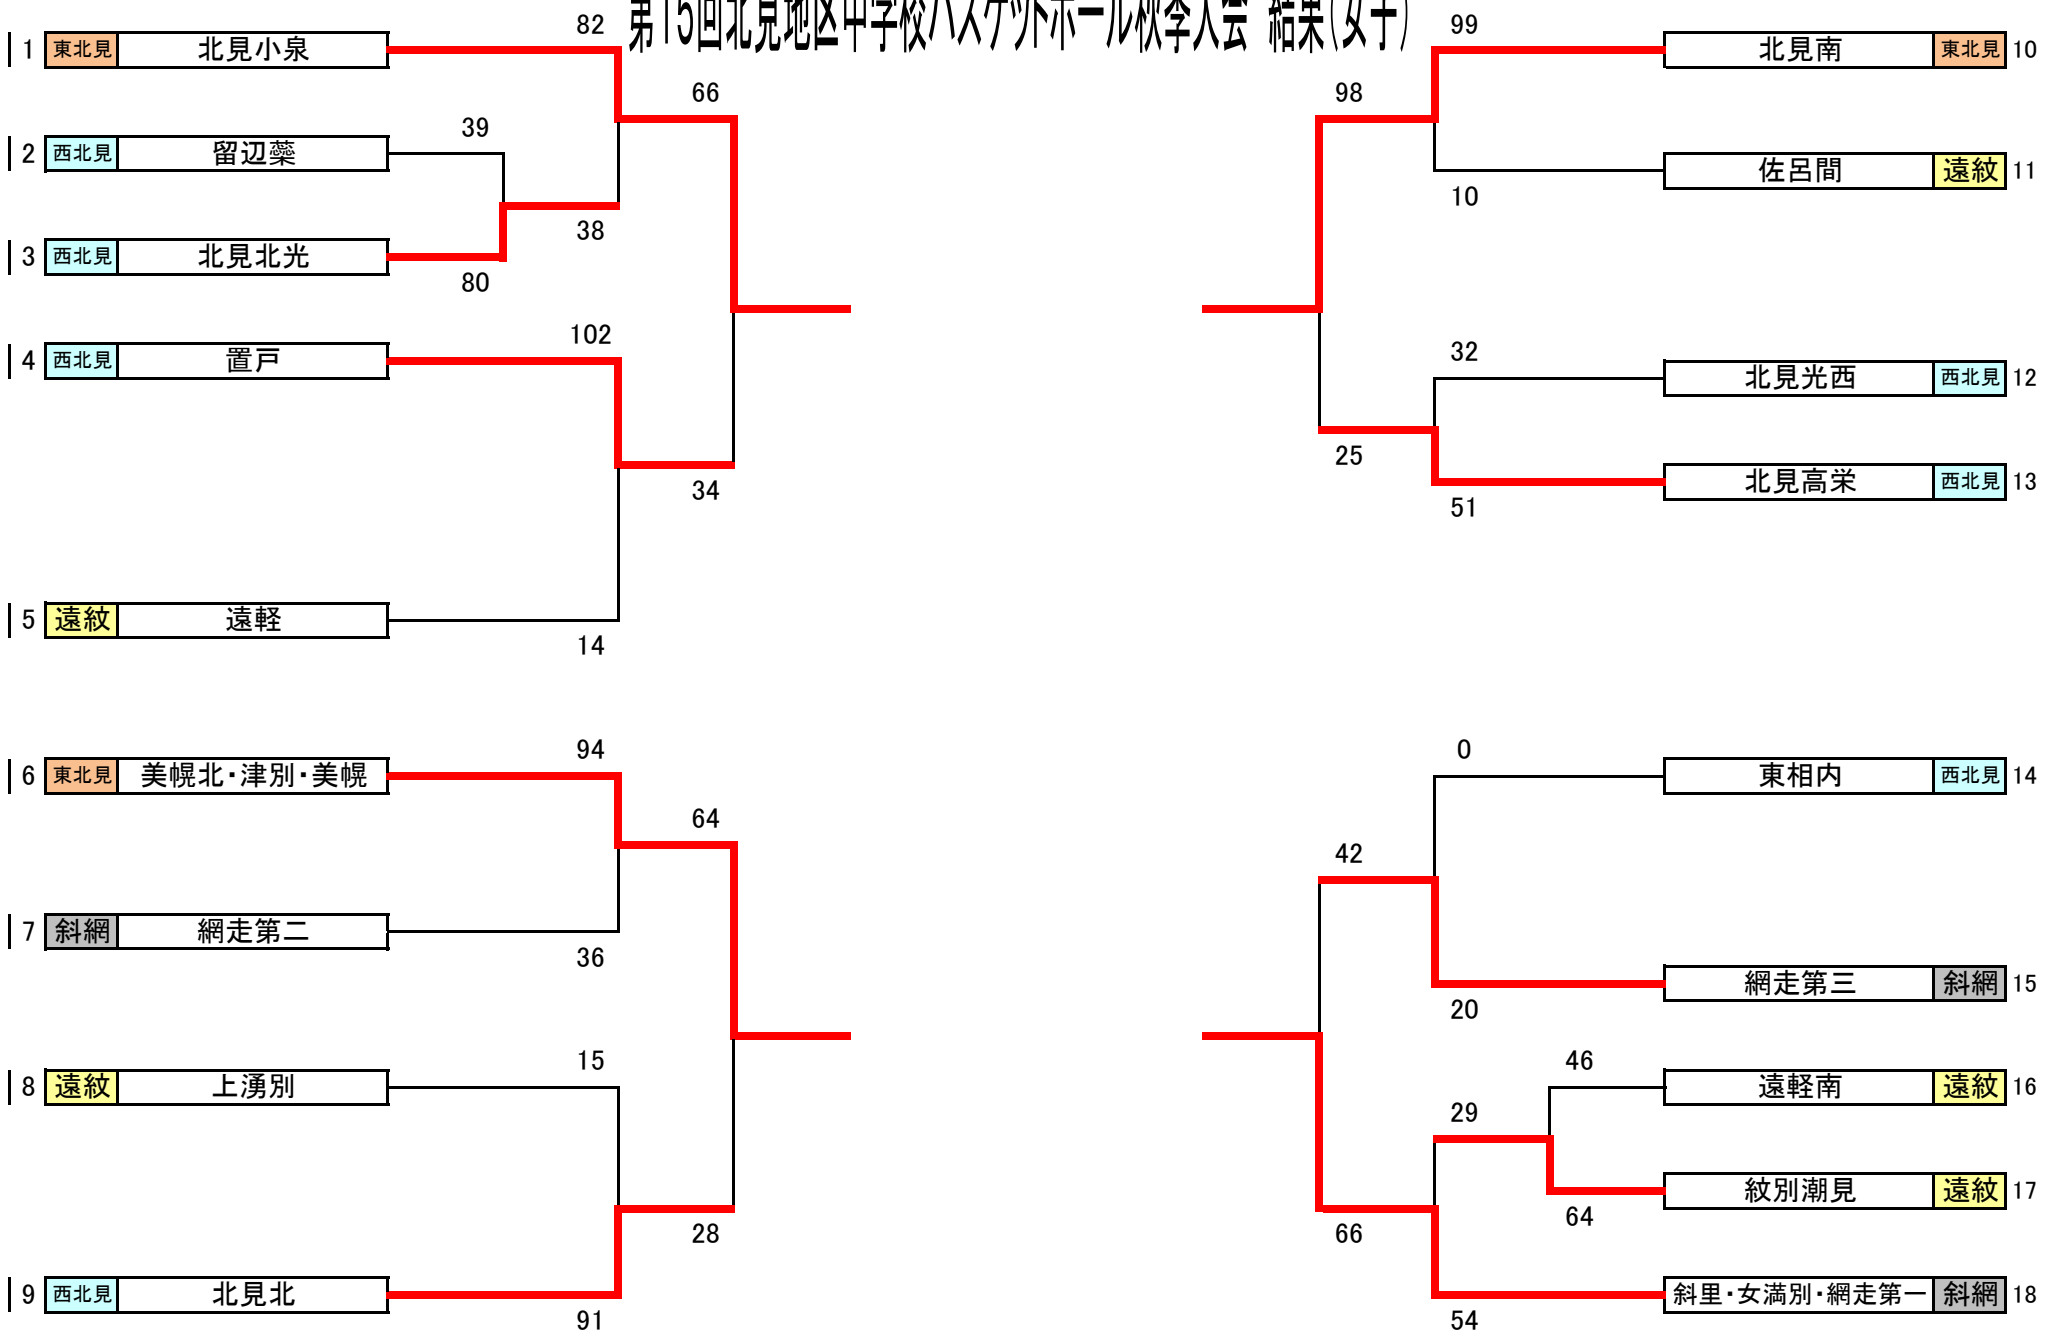 第15回北見地区中学校バスケットボール秋季大会 結果(女子)
1 東北見 北見小泉
82
66
2 西北見 留辺蘂
39
38
3 西北見 北見北光
80
4 西北見 置戸
102
34
5 遠紋 遠軽
14
6 東北見 美幌北・津別・美幌
94
64
7 斜網 網走第二
36
8 遠紋 上湧別
15
28
9 西北見 北見北
91
99
北見南 東北見 10
98
佐呂間 遠紋 11
10
32
北見光西 西北見 12
25
北見高栄 西北見 13
51
0
東相内 西北見 14
42
網走第三 斜網 15
20
46
遠軽南 遠紋 16
29
紋別潮見 遠紋 17
64
66
斜里・女満別・網走第一 斜網 18
54